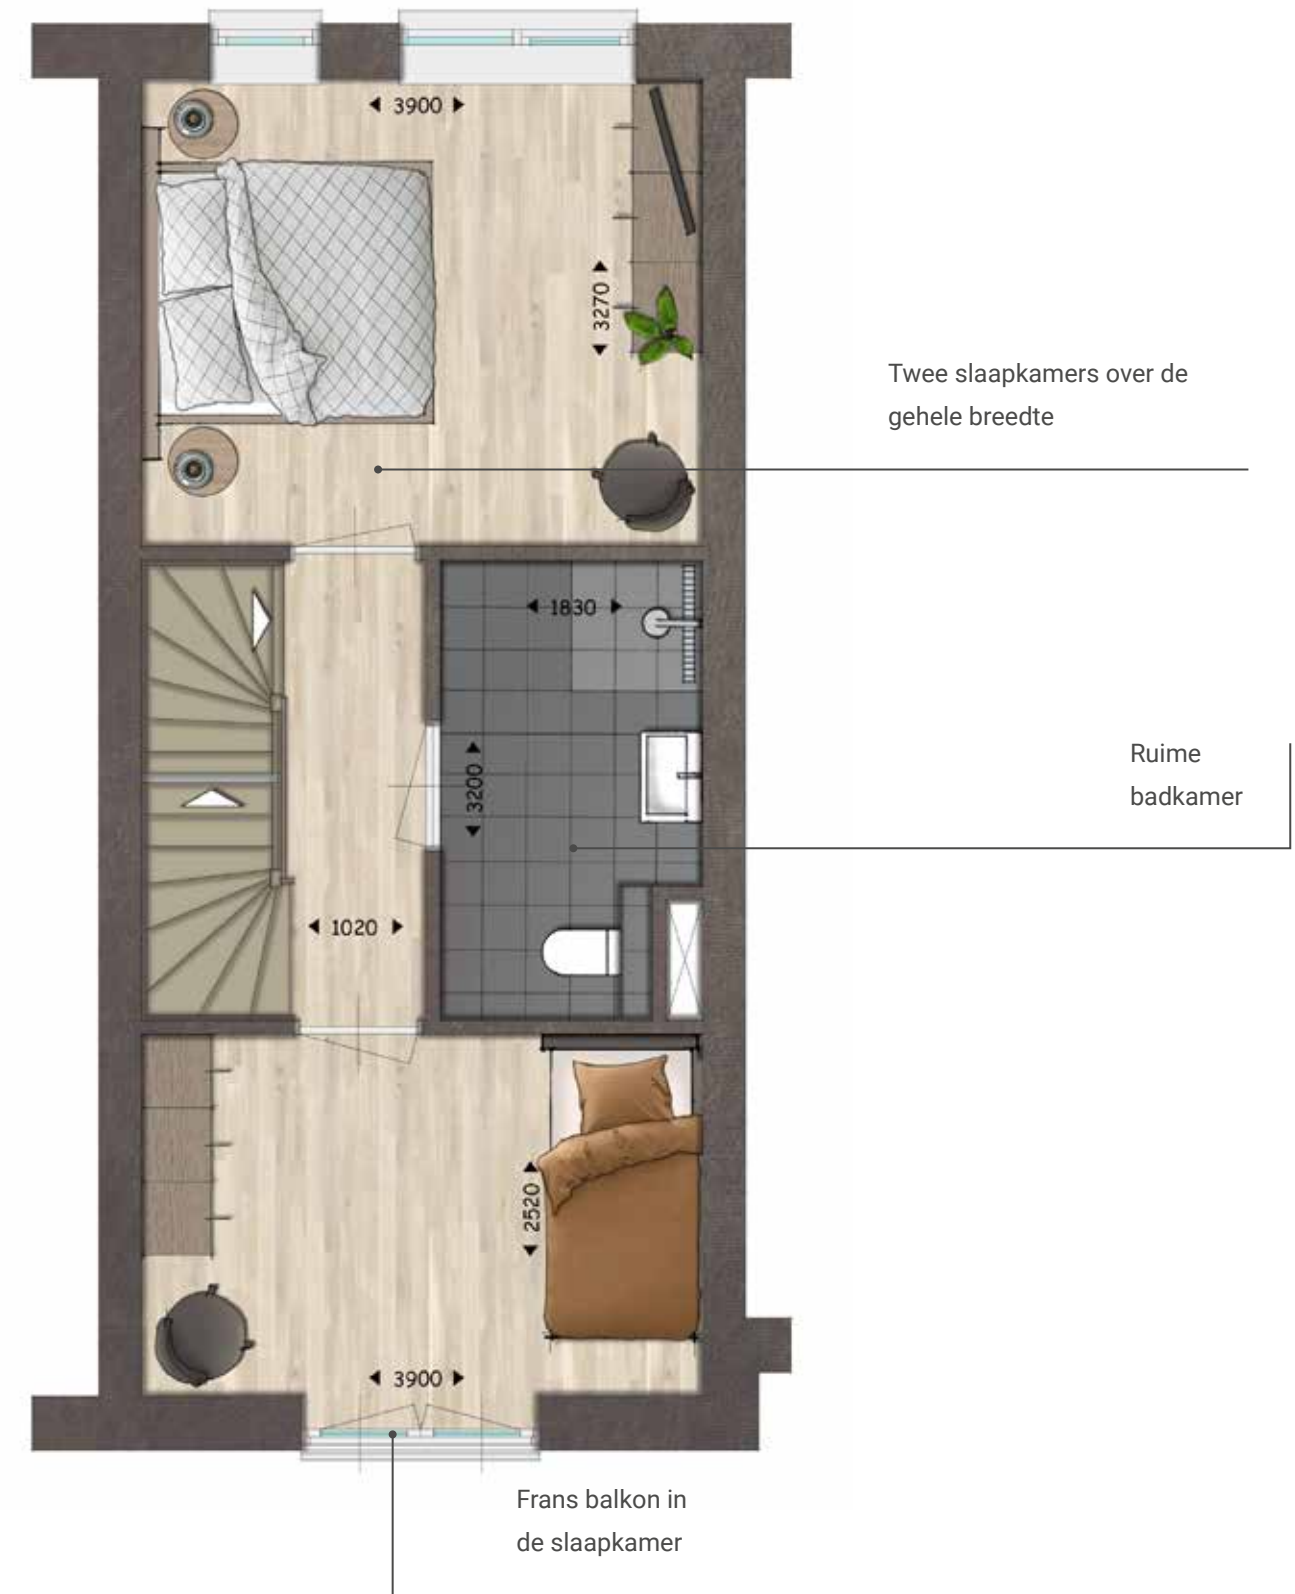 3900
3270
Twee slaapkamers over de
gehele breedte
1830
Ruime
badkamer
3200
1020
2520
3900
Frans balkon in
de slaapkamer